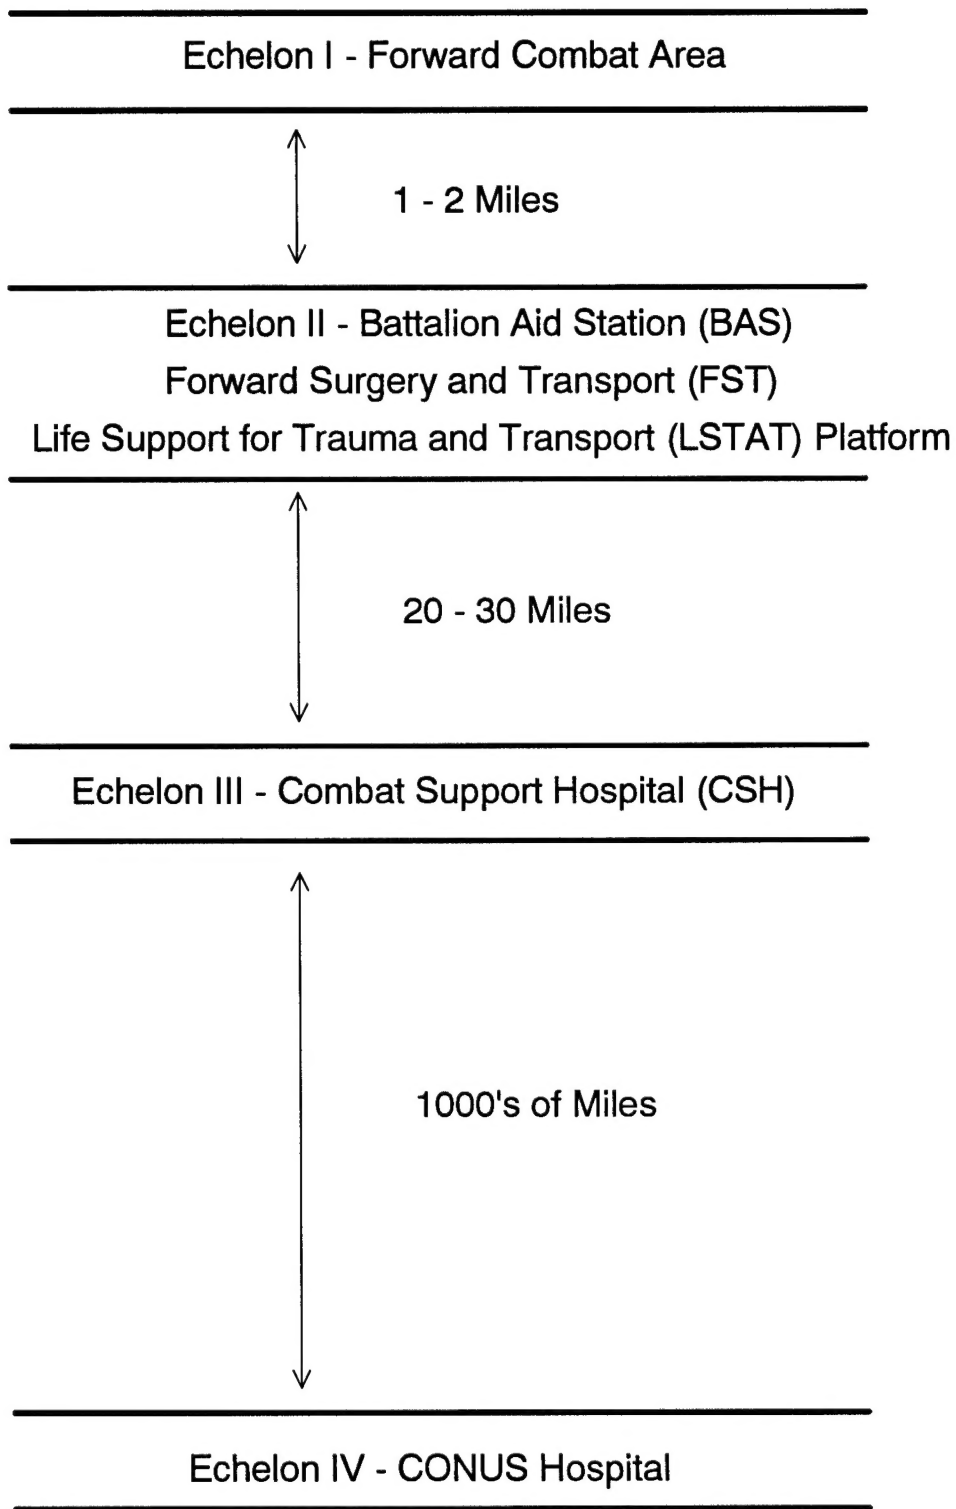 Echelon I - Forward Combat Area
1 - 2 Miles
Echelon II - Battalion Aid Station (BAS)
Forward Surgery and Transport (FST)
Life Support for Trauma and Transport (LSTAT) Platform
20 - 30 Miles
Echelon III - Combat Support Hospital (CSH)
1000's of Miles
Echelon IV - CONUS Hospital